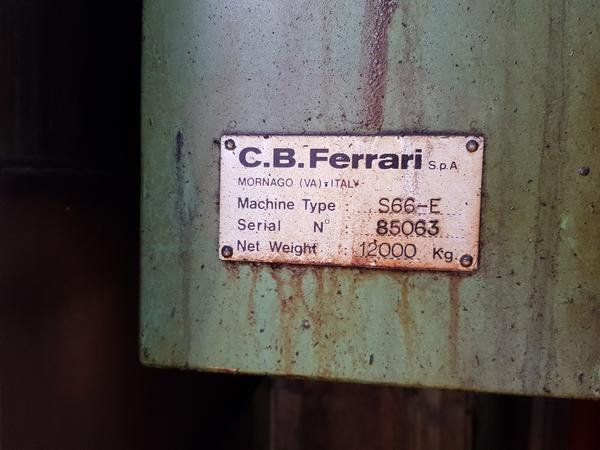 C.B.Ferrari S.p.A
MORNAGO (VA) • ITALY
Machine Type : S66-E
Serial N° : 85063
Net Weight : 12000 Kg.